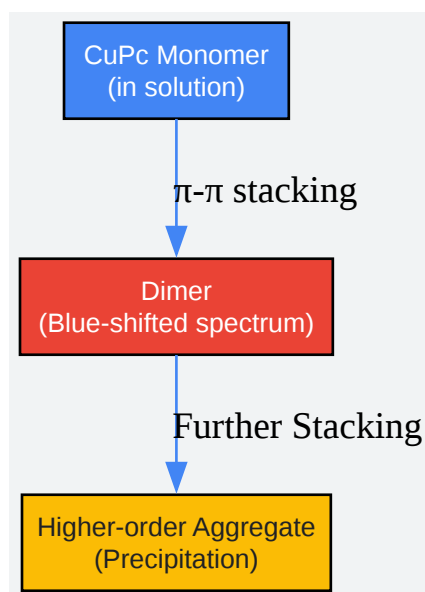 CuPc Monomer
(in solution)
π-π stacking
Dimer
(Blue-shifted spectrum)
Further Stacking
Higher-order Aggregate
(Precipitation)